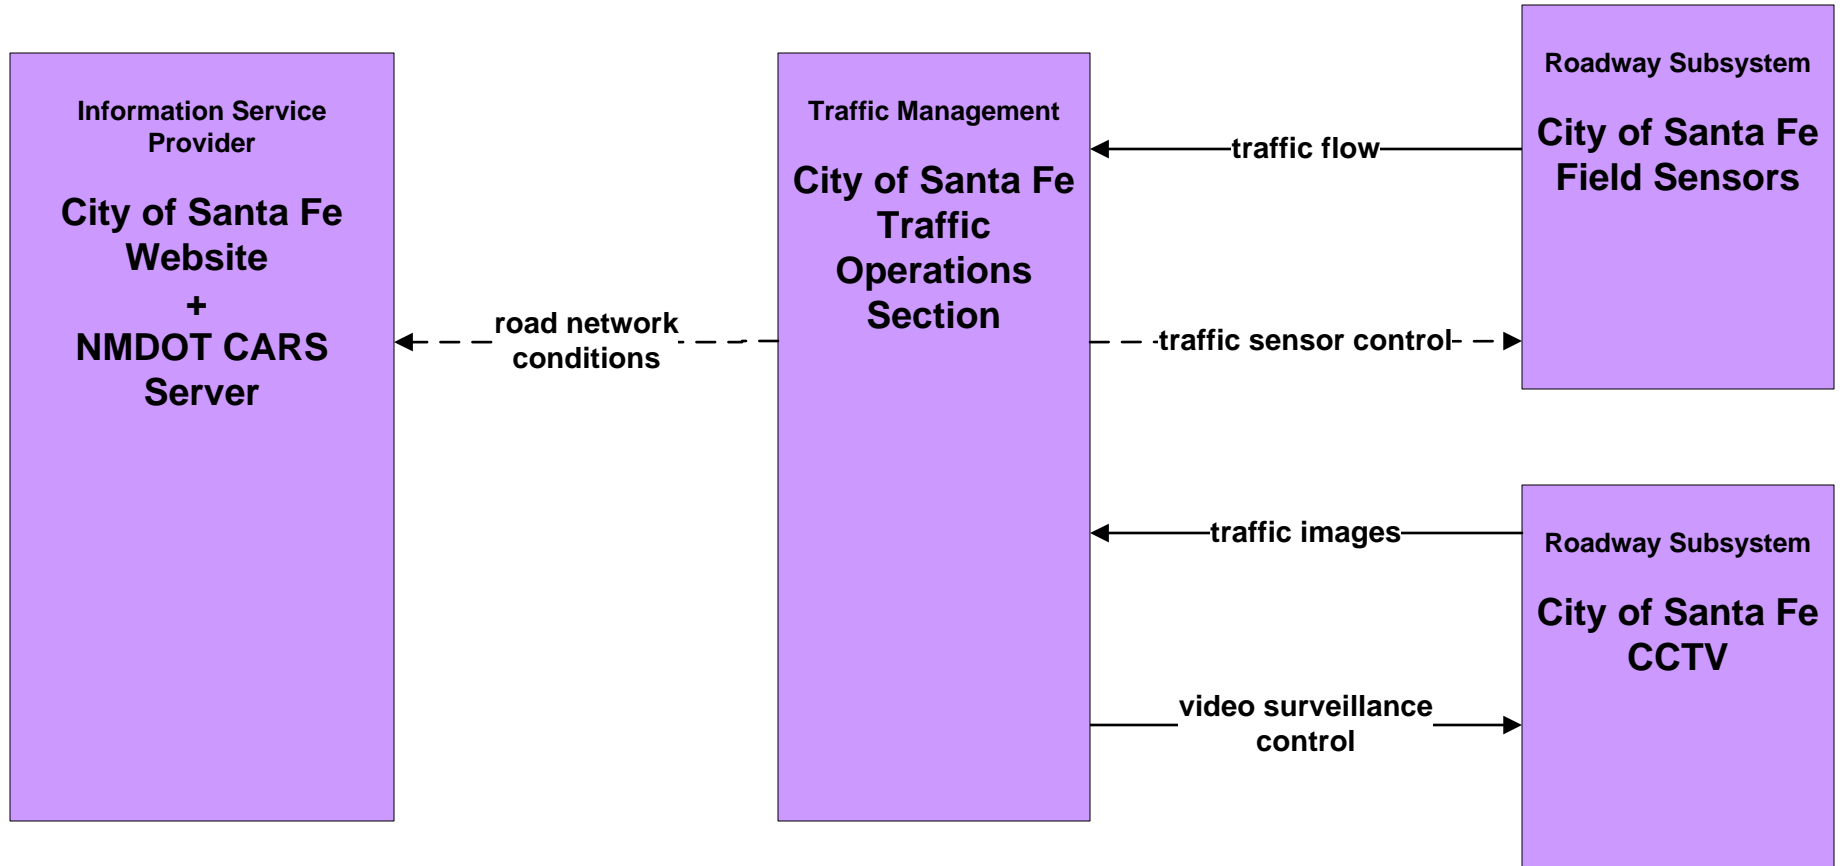 Information Service
Provider
City of Santa Fe
Website
+
NMDOT CARS
Server
road network
conditions
Traffic Management
City of Santa Fe
Traffic
Operations
Section
traffic flow
traffic sensor control
traffic images
video surveillance
control
Roadway Subsystem
City of Santa Fe
Field Sensors
Roadway Subsystem
City of Santa Fe
CCTV